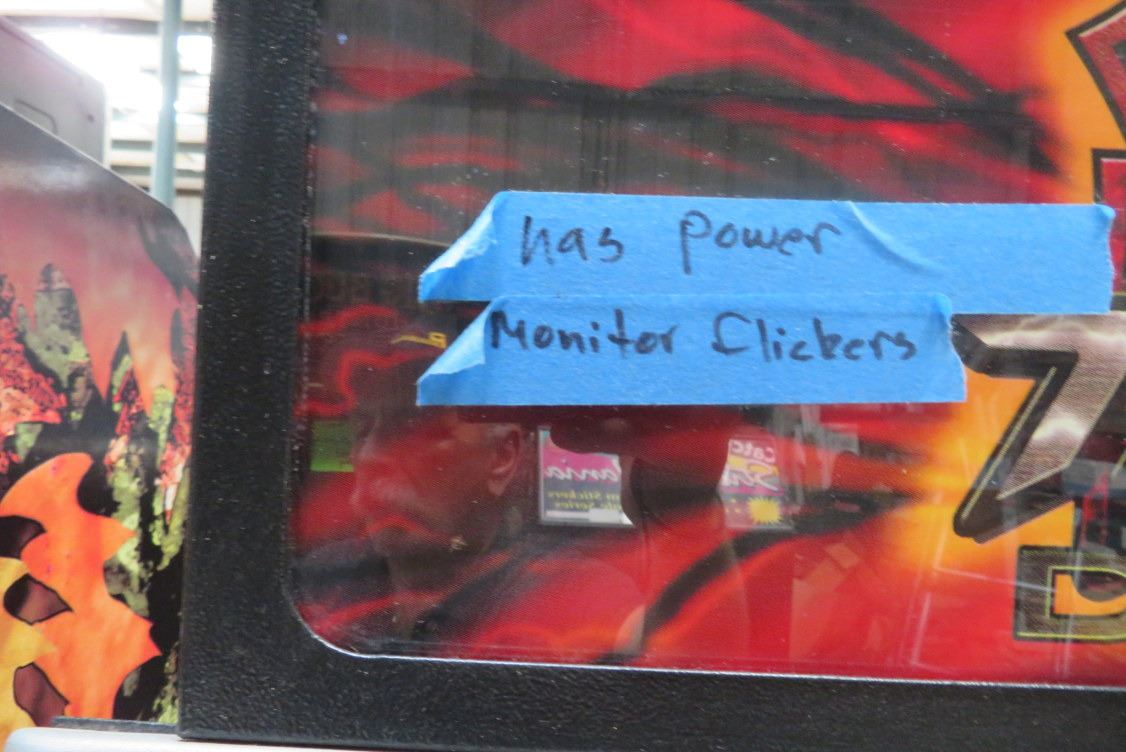 has power
Monitor flickers